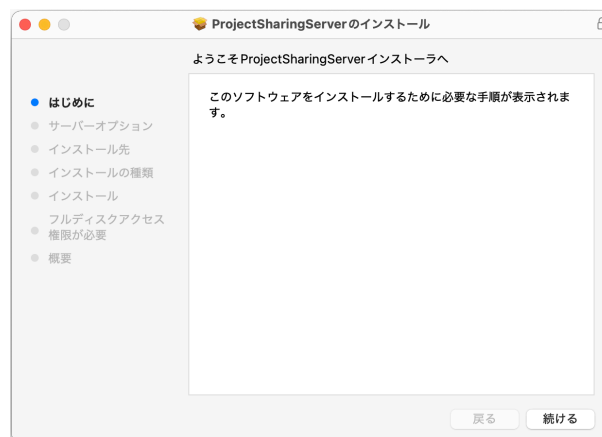 ProjectSharingServerのインストール
ようこそProjectSharingServerインストーラへ
はじめに
サーバーオプション
インストール先
インストールの種類
インストール
フルディスクアクセス
権限が必要
概要
このソフトウェアをインストールするために必要な手順が表示されま
す。
戻る
続ける